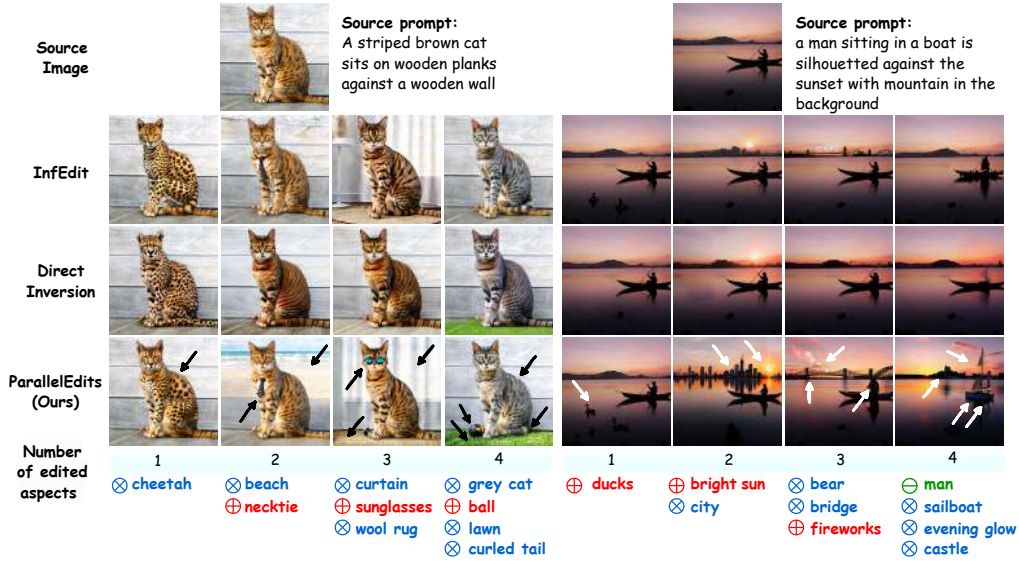 Source
Image
Source prompt:
A striped brown cat
sits on wooden planks
against a wooden wall
Source prompt:
a man sitting in a boat is
silhouetted against the
sunset with mountain in the
background
InfEdit
Direct
Inversion
ParallelEdits
(Ours)
Number
of edited
aspects
1 2 3 4 1 2 3 4
⊗ cheetah ⊗ beach ⊗ curtain ⊗ grey cat ⊕ ducks ⊕ bright sun ⊗ bear ⊖ man
⊕ necktie ⊕ sunglasses ⊕ ball ⊗ city ⊗ bridge ⊗ sailboat
⊗ wool rug ⊗ lawn ⊕ fireworks ⊗ evening glow
⊗ curled tail ⊗ castle